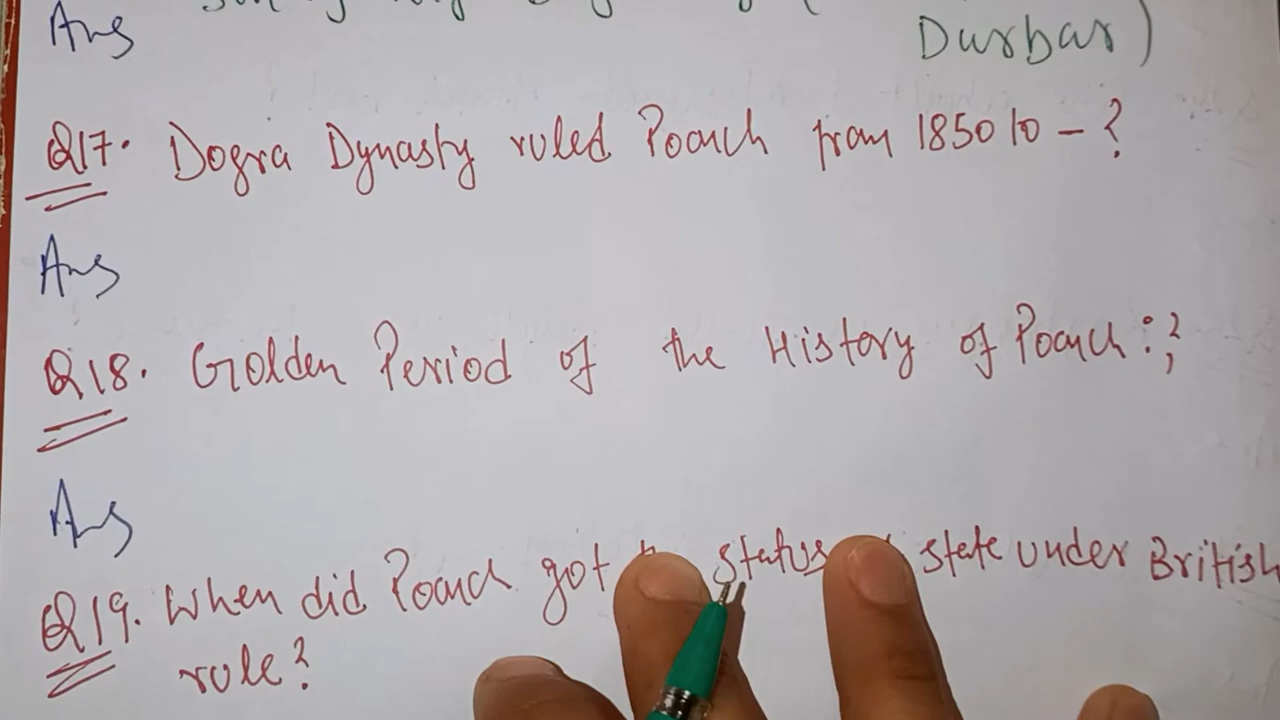 Ans
Durbar)
Q17. Dogra Dynasty ruled Poonch from 1850 to - ?
Ans
Q18. Golden Period of the History of Poonch : ?
Ans
Q19. When did Poonch got status state under British
rule?